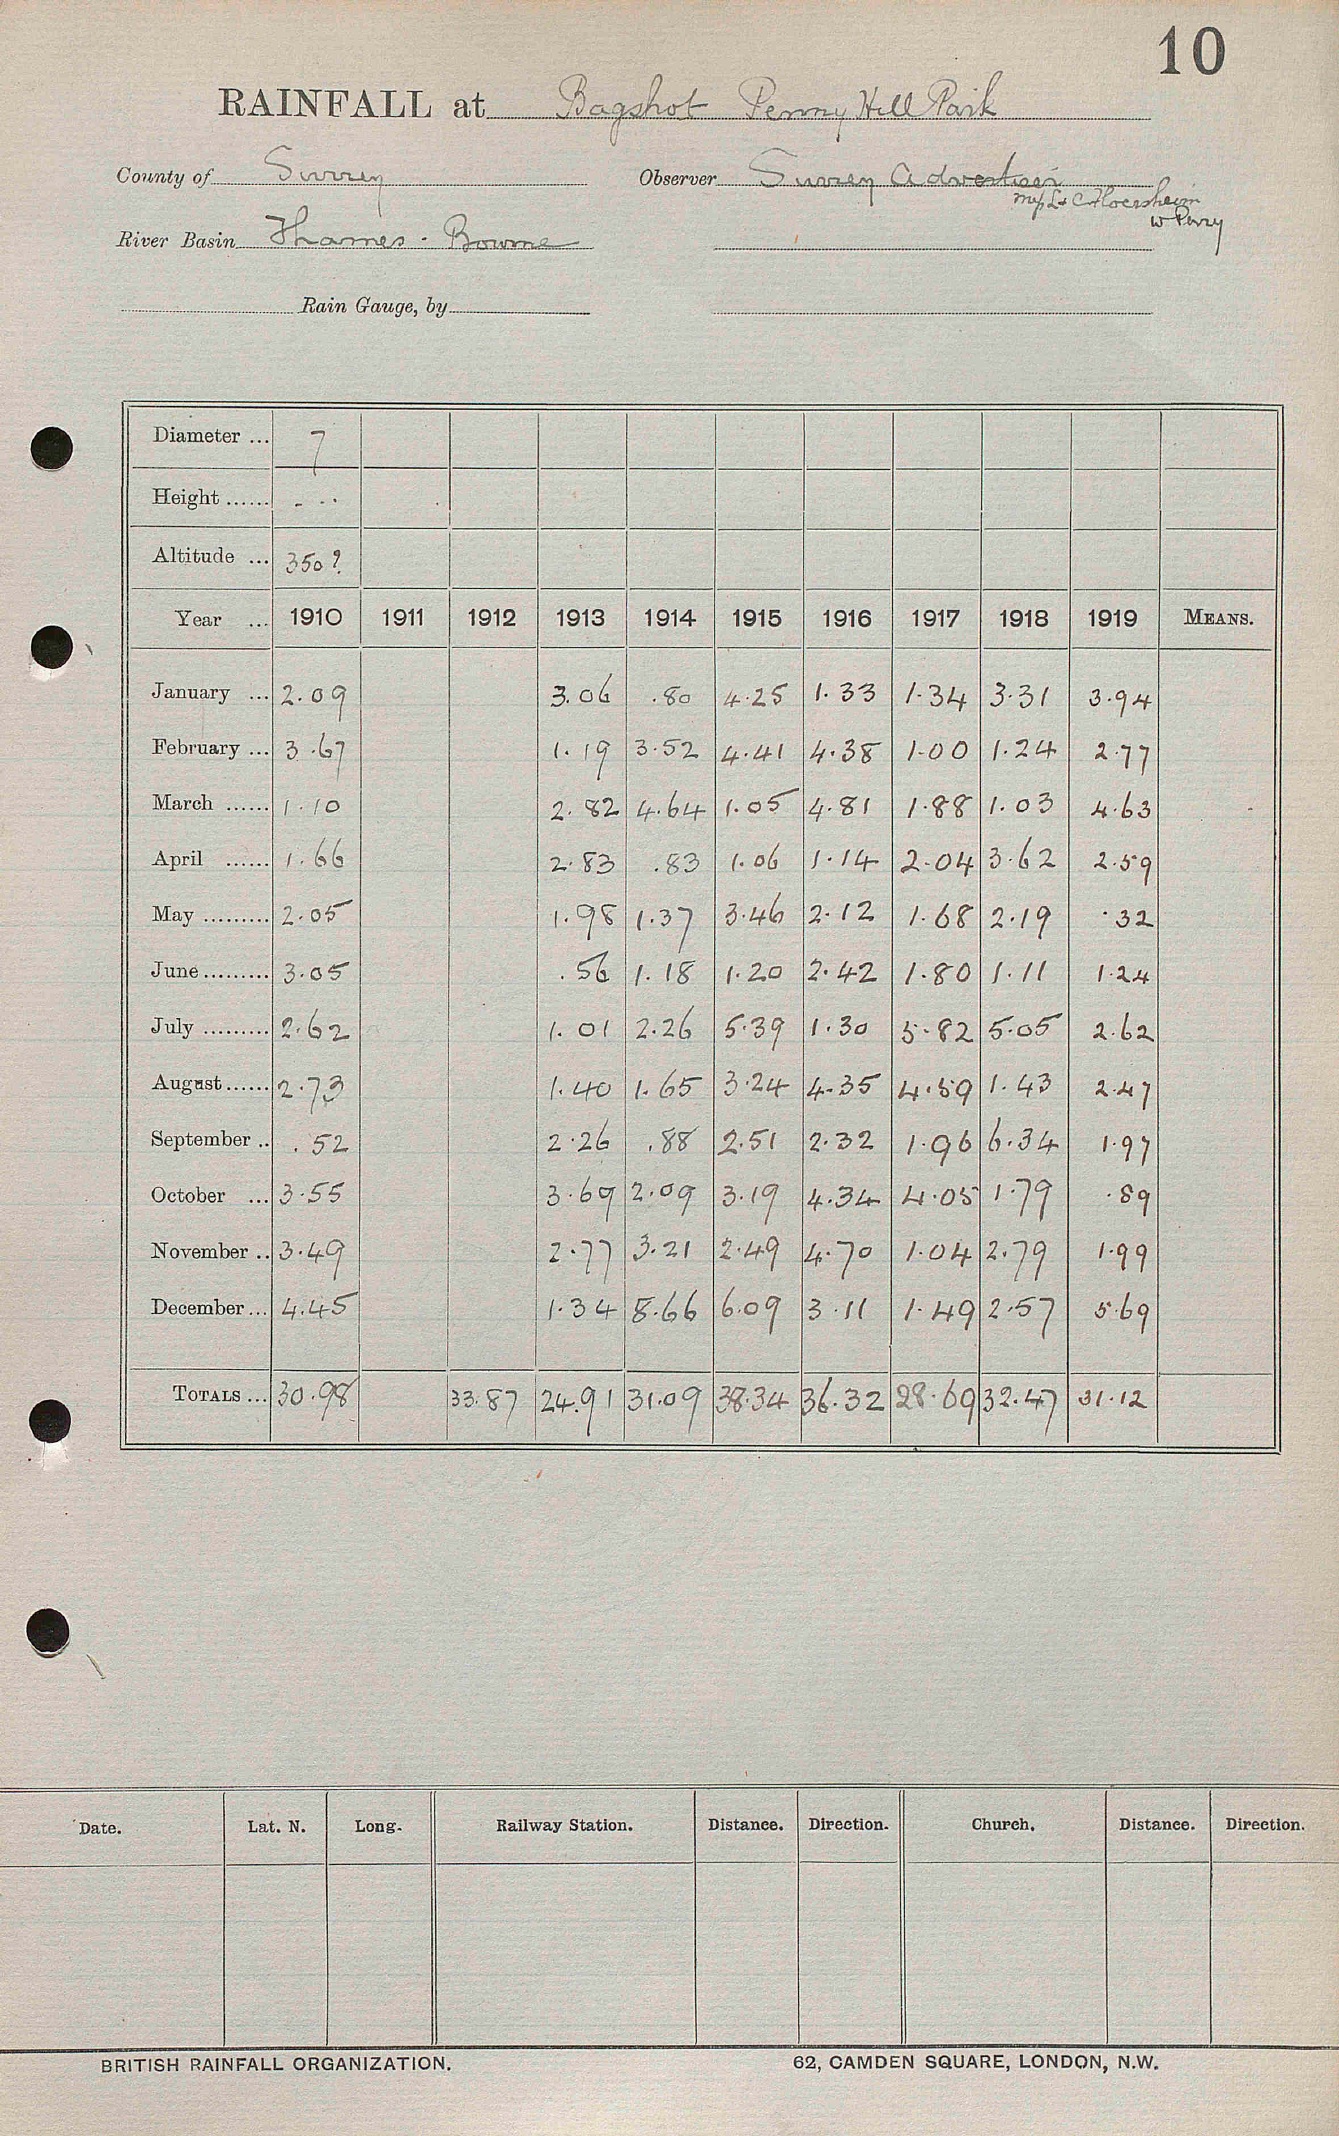 10
RAINFALL at Bagshot Penny Hill Park
County of Surrey Observer Surrey Advertiser
River Basin Thames - Bourne W Perry
Rain Gauge, by
Diameter ... 7
Height ...... - . .
Altitude ... 350?
Year ... 1910 1911 1912 1913 1914 1915 1916 1917 1918 1919 MEANS.
January ... 2.09 3.06 .80 4.25 1.33 1.34 3.31 3.94
February ... 3.67 1.19 3.52 4.41 4.38 1.00 1.24 2.77
March ...... 1.10 2.82 4.64 1.05 4.81 1.88 1.03 4.63
April ...... 1.66 2.83 .83 1.06 1.14 2.04 3.62 2.59
May ......... 2.05 1.98 1.37 3.46 2.12 1.68 2.19 .32
June ......... 3.05 .56 1.18 1.20 2.42 1.80 1.11 1.24
July ......... 2.62 1.01 2.26 5.39 1.30 5.82 5.05 2.62
August ...... 2.73 1.40 1.65 3.24 4.35 4.59 1.43 2.47
September .. .52 2.26 .88 2.51 2.32 1.96 6.34 1.97
October ... 3.55 3.69 2.09 3.19 4.34 4.05 1.79 .89
November .. 3.49 2.77 3.21 2.49 4.70 1.04 2.79 1.99
December ... 4.45 1.34 8.66 6.09 3.11 1.49 2.57 5.69
TOTALS ... 30.98 33.87 24.91 31.09 38.34 36.32 28.69 32.47 31.12
Date. Lat. N. Long. Railway Station. Distance. Direction. Church. Distance. Direction.
BRITISH RAINFALL ORGANIZATION. 62, CAMDEN SQUARE, LONDON, N.W.